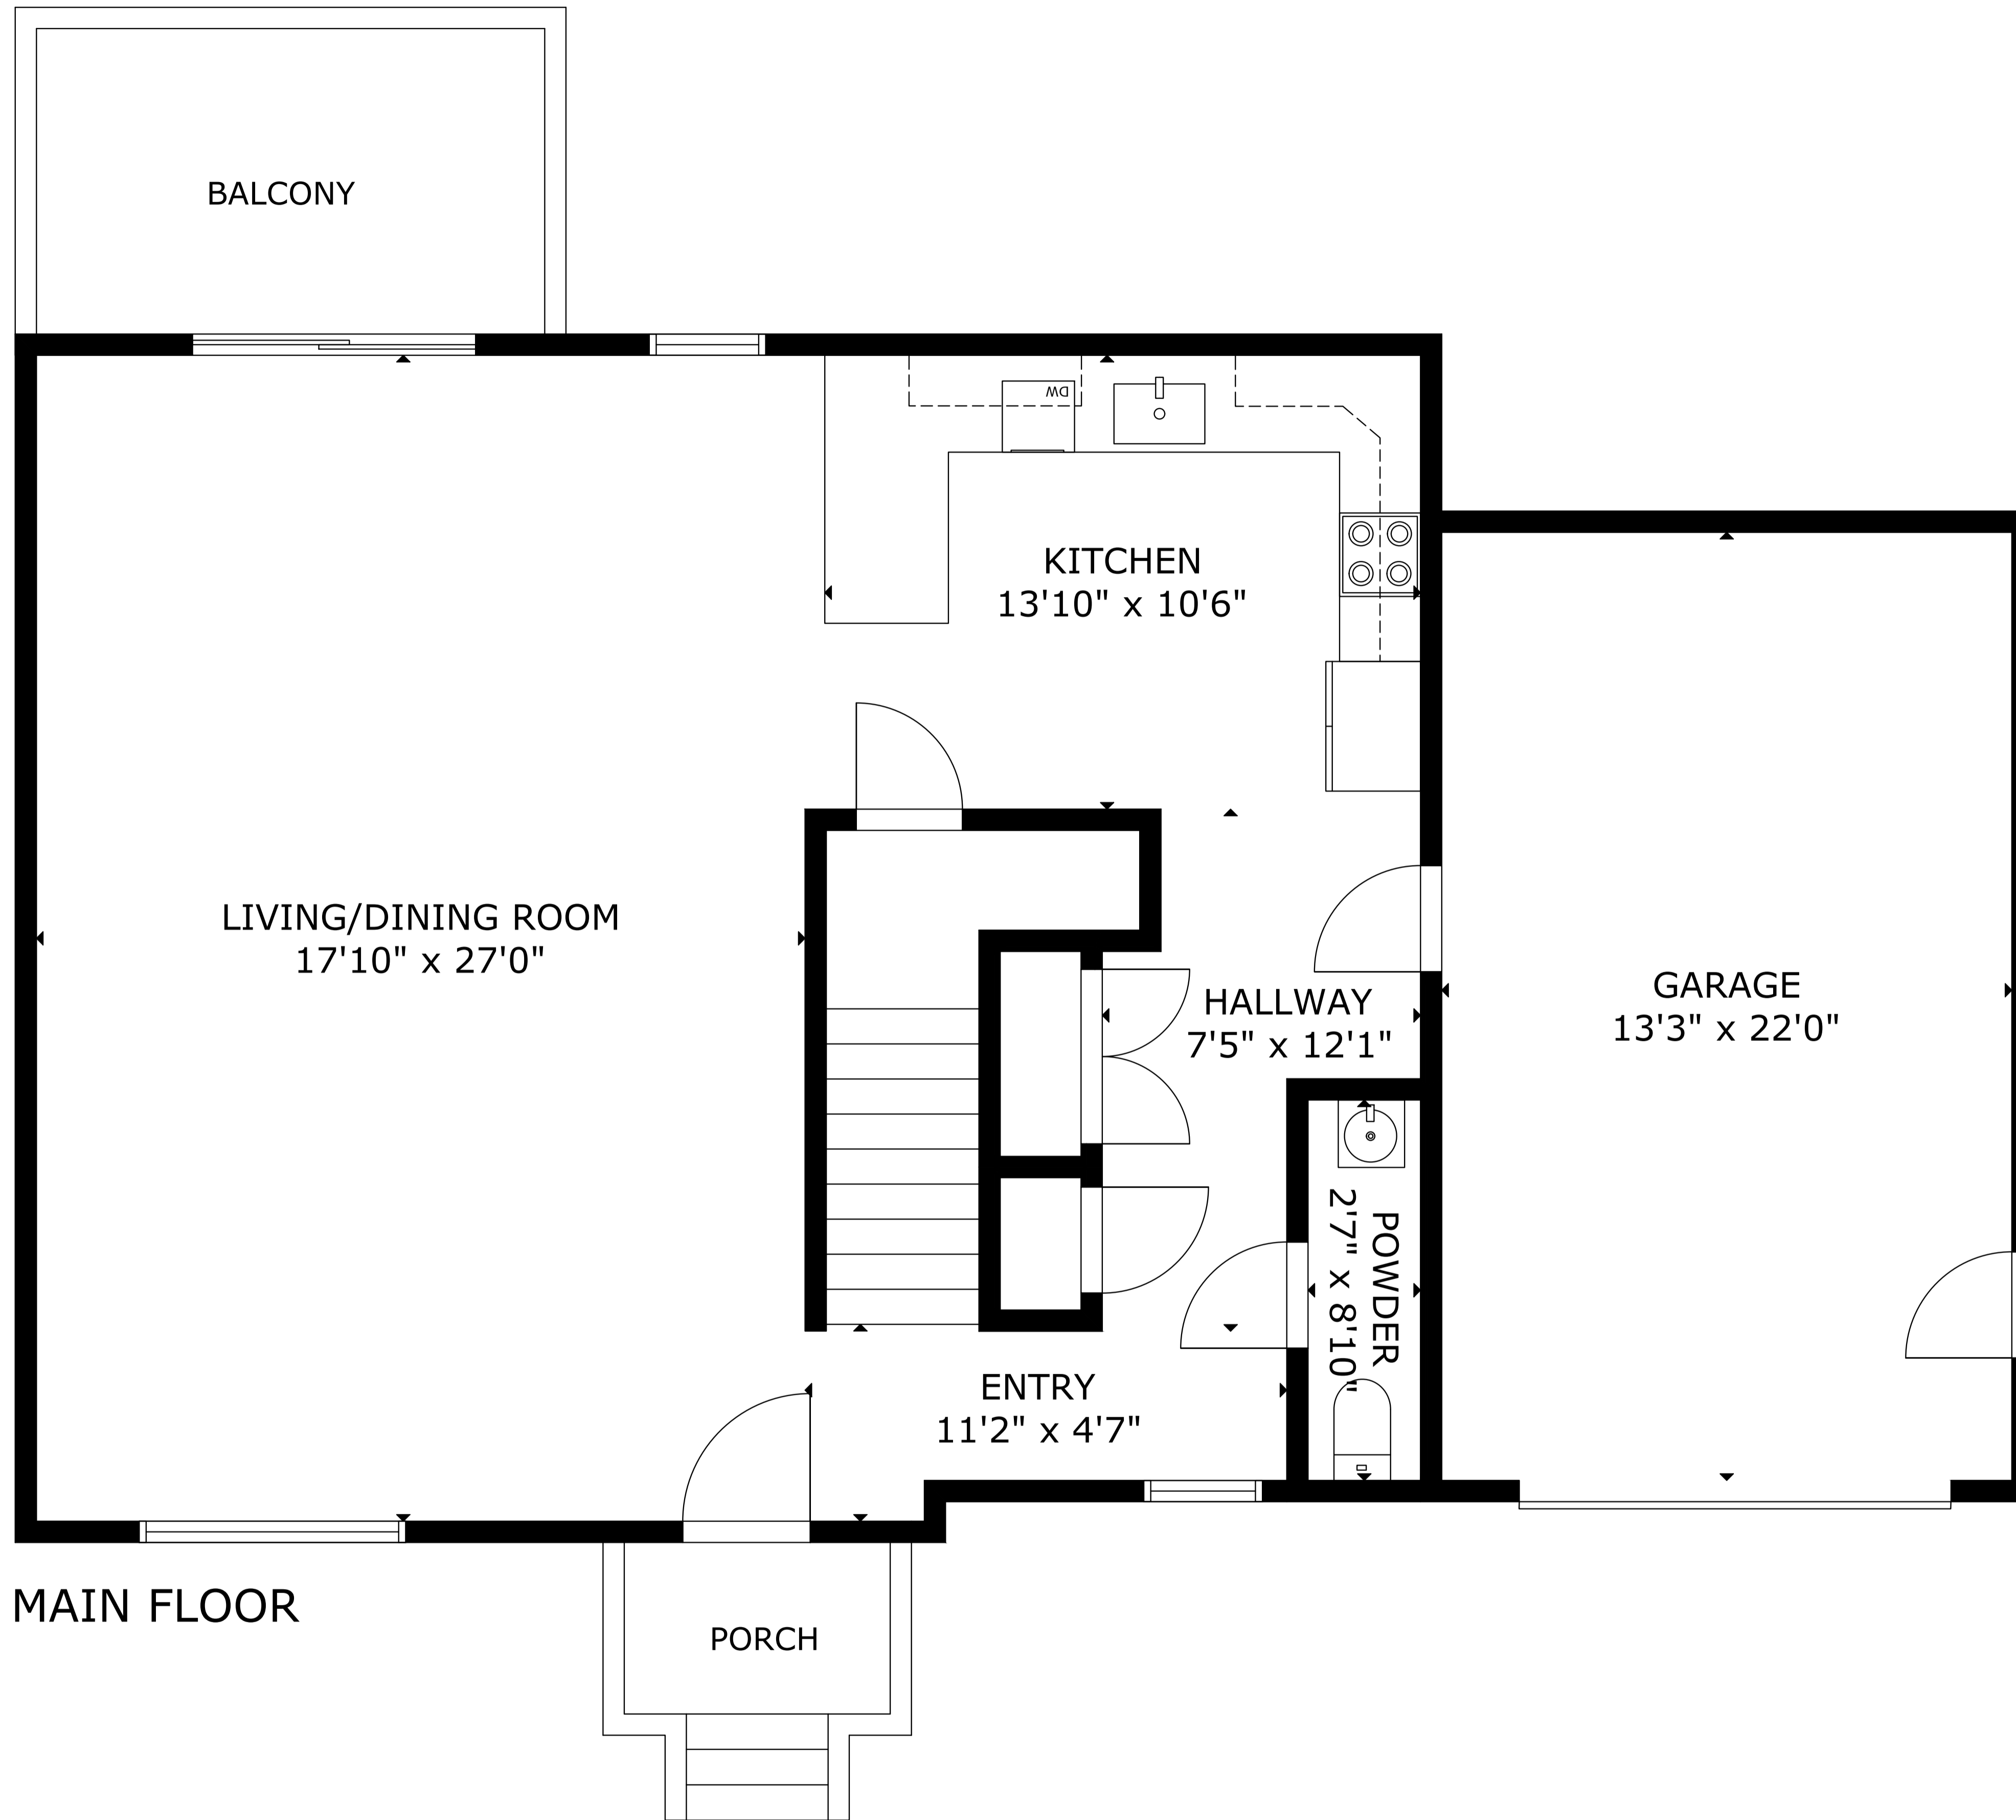 BALCONY
DW
KITCHEN
13'10" x 10'6"
LIVING/DINING ROOM
17'10" x 27'0"
HALLWAY
7'5" x 12'1"
GARAGE
13'3" x 22'0"
POWDER
2'7" x 8'10"
ENTRY
11'2" x 4'7"
MAIN FLOOR
PORCH